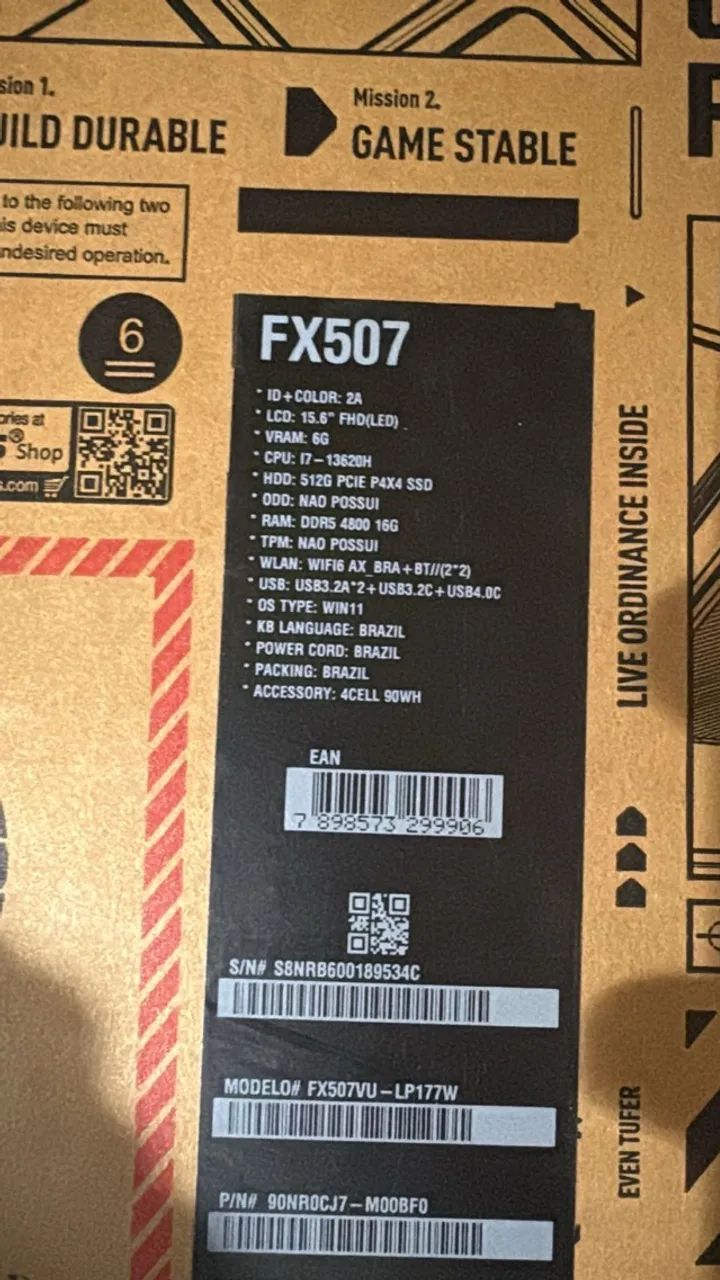 sion 1.
UILD DURABLE
Mission 2.
GAME STABLE
to the following two
is device must
ndesired operation.
6
ories at
Shop
s.com
FX507
* ID+COLOR: 2A
* LCD: 15.6" FHD(LED)
* VRAM: 6G
* CPU: I7-13620H
* HDD: 512G PCIE P4X4 SSD
* ODD: NAO POSSUI
* RAM: DDR5 4800 16G
* TPM: NAO POSSUI
* WLAN: WIFI6 AX_BRA+BT//(2*2)
* USB: USB3.2A*2+USB3.2C+USB4.0C
* OS TYPE: WIN11
* KB LANGUAGE: BRAZIL
* POWER CORD: BRAZIL
* PACKING: BRAZIL
* ACCESSORY: 4CELL 90WH
EAN
7 898573 299906
S/N# S8NRB600189534C
MODELO# FX507VU-LP177W
P/N# 90NR0CJ7-M00BF0
LIVE ORDINANCE INSIDE
EVEN TUFER